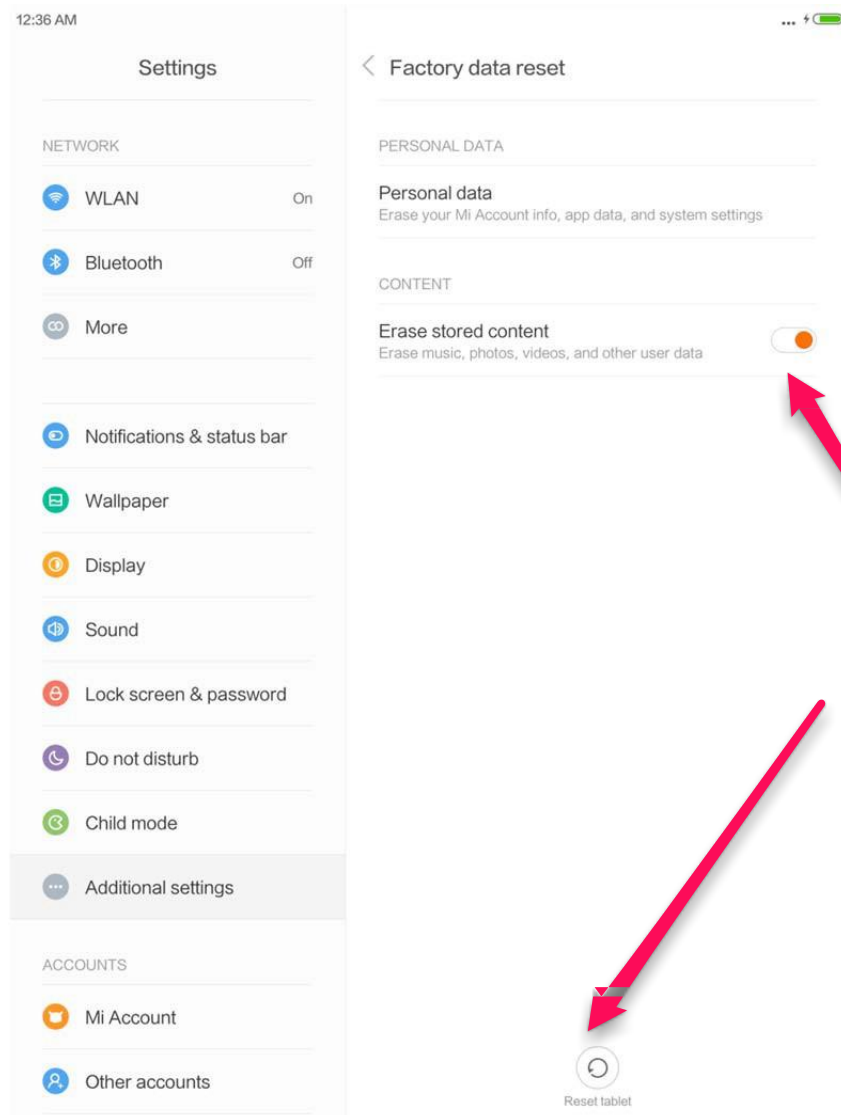 12:36 AM
Settings
NETWORK
WLAN On
Bluetooth Off
More
Notifications & status bar
Wallpaper
Display
Sound
Lock screen & password
Do not disturb
Child mode
Additional settings
ACCOUNTS
Mi Account
Other accounts
Factory data reset
PERSONAL DATA
Personal data
Erase your Mi Account info, app data, and system settings
CONTENT
Erase stored content
Erase music, photos, videos, and other user data
Reset tablet